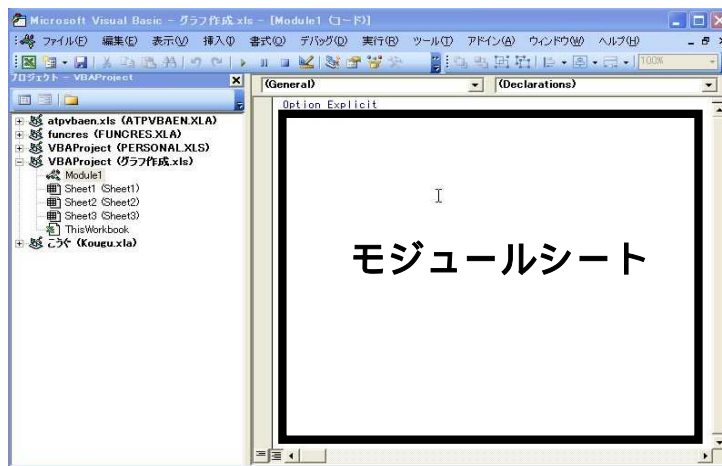 Microsoft Visual Basic - グラフ作成.xls - [Module1 (コード)]
ファイル(F) 編集(E) 表示(V) 挿入(I) 書式(O) デバッグ(D) 実行(R) ツール(T) アドイン(A) ウィンドウ(W) ヘルプ(H)
100%
プロジェクト - VBAProject
(General) (Declarations)
Option Explicit
atpvbaen.xls (ATPVBAEN.XLA)
funcres (FUNCRES.XLA)
VBAProject (PERSONAL.XLS)
VBAProject (グラフ作成.xls)
Module1
Sheet1 (Sheet1)
Sheet2 (Sheet2)
Sheet3 (Sheet3)
ThisWorkbook
こうぐ (Kougu.xla)
モジュールシート